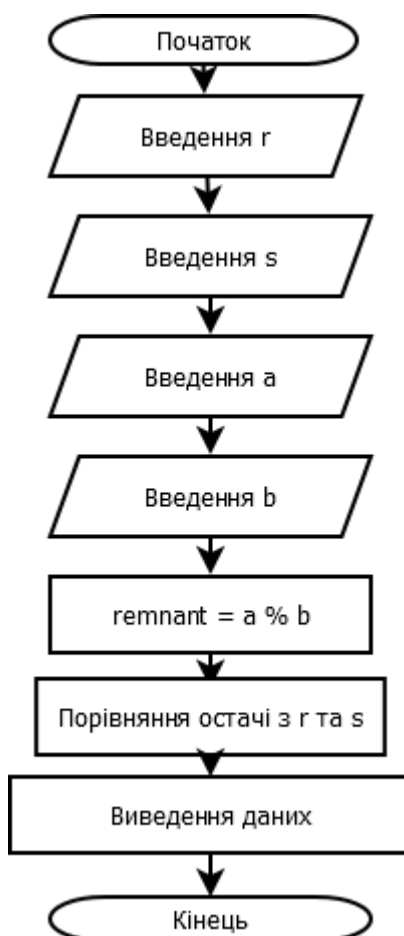 Початок
Введення r
Введення s
Введення a
Введення b
remnant = a % b
Порівняння остачі з r та s
Виведення даних
Кінець